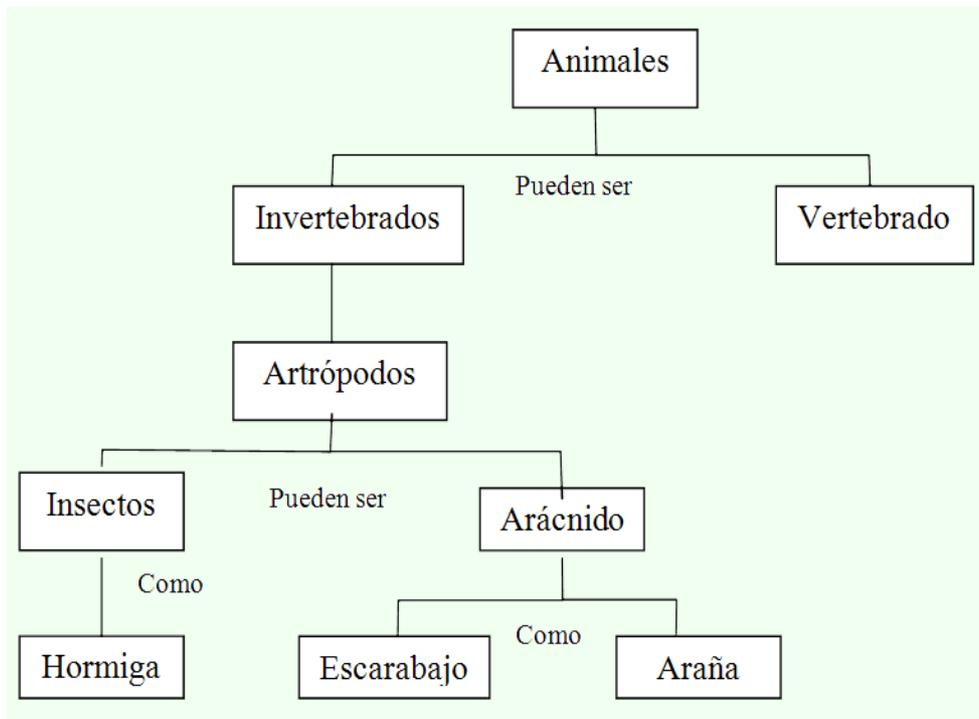 Animales
Pueden ser
Invertebrados
Vertebrado
Artrópodos
Insectos
Pueden ser
Arácnido
Como
Hormiga
Escarabajo
Como
Araña